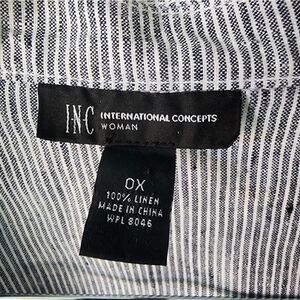 INC INTERNATIONAL CONCEPTS
WOMAN
0X
100% LINEN
MADE IN CHINA
WPL 8046